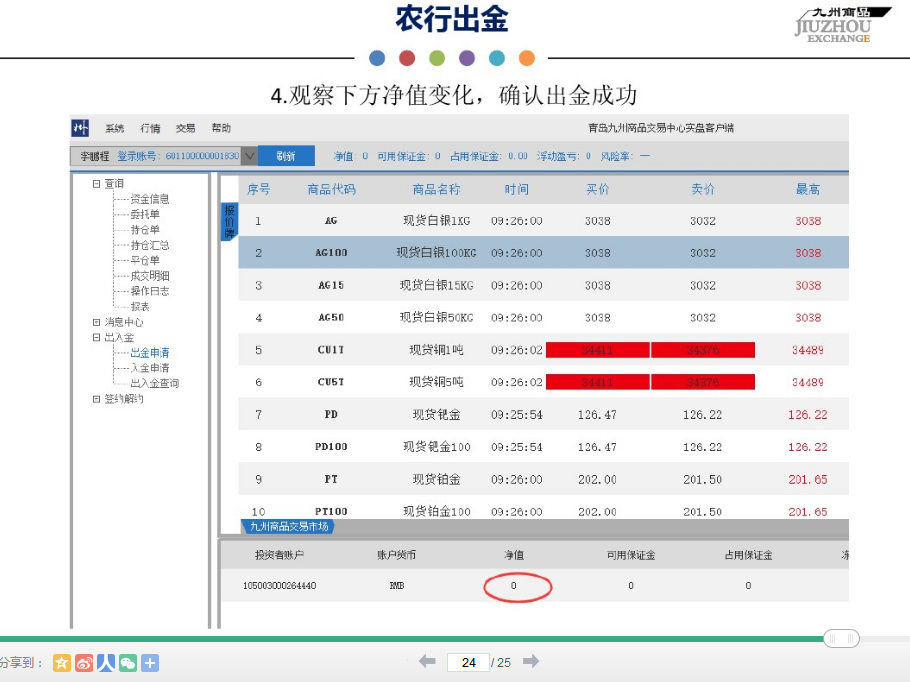 农行出金
九州商品
JIUZHOU
EXCHANGE
4.观察下方净值变化，确认出金成功
系统 行情 交易 帮助 青岛九州商品交易中心实盘客户端
李鹏程 登录账号: 601100000001830 刷新 净值: 0 可用保证金: 0 占用保证金: 0.00 浮动盈亏: 0 风险率: —
查询
资金信息
委托单
持仓单
持仓汇总
平仓单
成交明细
操作日志
报表
消息中心
出入金
出金申请
入金申请
出入金查询
签约解约
报价牌
序号 商品代码 商品名称 时间 买价 卖价 最高
1 AG 现货白银1KG 09:26:00 3038 3032 3038
2 AG100 现货白银100KG 09:26:00 3038 3032 3038
3 AG15 现货白银15KG 09:26:00 3038 3032 3038
4 AG50 现货白银50KG 09:26:00 3038 3032 3038
5 CU1T 现货铜1吨 09:26:02 34411 34376 34489
6 CU5T 现货铜5吨 09:26:02 34411 34376 34489
7 PD 现货钯金 09:25:54 126.47 126.22 126.22
8 PD100 现货钯金100 09:25:54 126.47 126.22 126.22
9 PT 现货铂金 09:26:00 202.00 201.50 201.65
10 PT100 现货铂金100 09:26:00 202.00 201.50 201.65
九州商品交易市场
投资者账户 账户货币 净值 可用保证金 占用保证金
105003000264440 RMB 0 0 0
分享到：
24 / 25